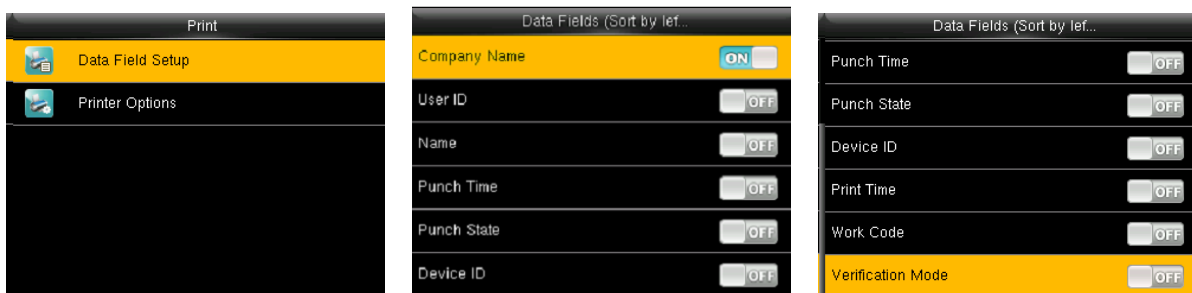 Print
Data Field Setup
Printer Options
Data Fields (Sort by lef...
Company Name ON
User ID OFF
Name OFF
Punch Time OFF
Punch State OFF
Device ID OFF
Data Fields (Sort by lef...
Punch Time OFF
Punch State OFF
Device ID OFF
Print Time OFF
Work Code OFF
Verification Mode OFF